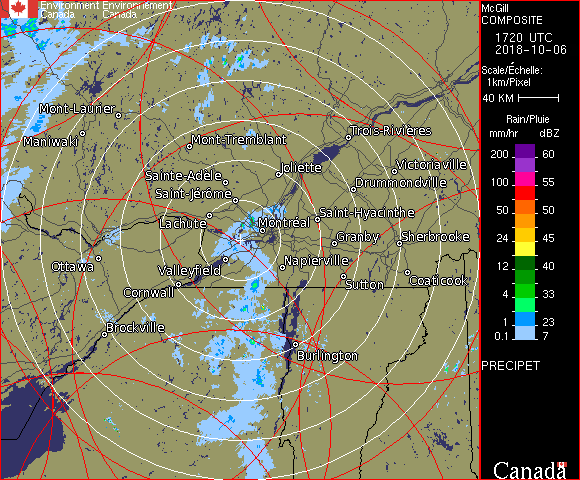 Environment Environnement
Canada Canada
McGill
COMPOSITE
1720 UTC
2018-10-06
Scale/Échelle:
1km/Pixel
40 KM
Rain/Pluie
mm/hr dBZ
200 60
150 55
100 55
50 50
24 45
12 40
4 33
1 23
0.1 7
PRECIPET
Canada
Mont-Laurier
Maniwaki
Mont-Tremblant
Trois-Rivières
Sainte-Adèle
Joliette
Victoriaville
Saint-Jérôme
Drummondville
Lachute
Montréal
Saint-Hyacinthe
Granby
Sherbrooke
Ottawa
Valleyfield
Napierville
Cornwall
Sutton
Coaticook
Brockville
Burlington